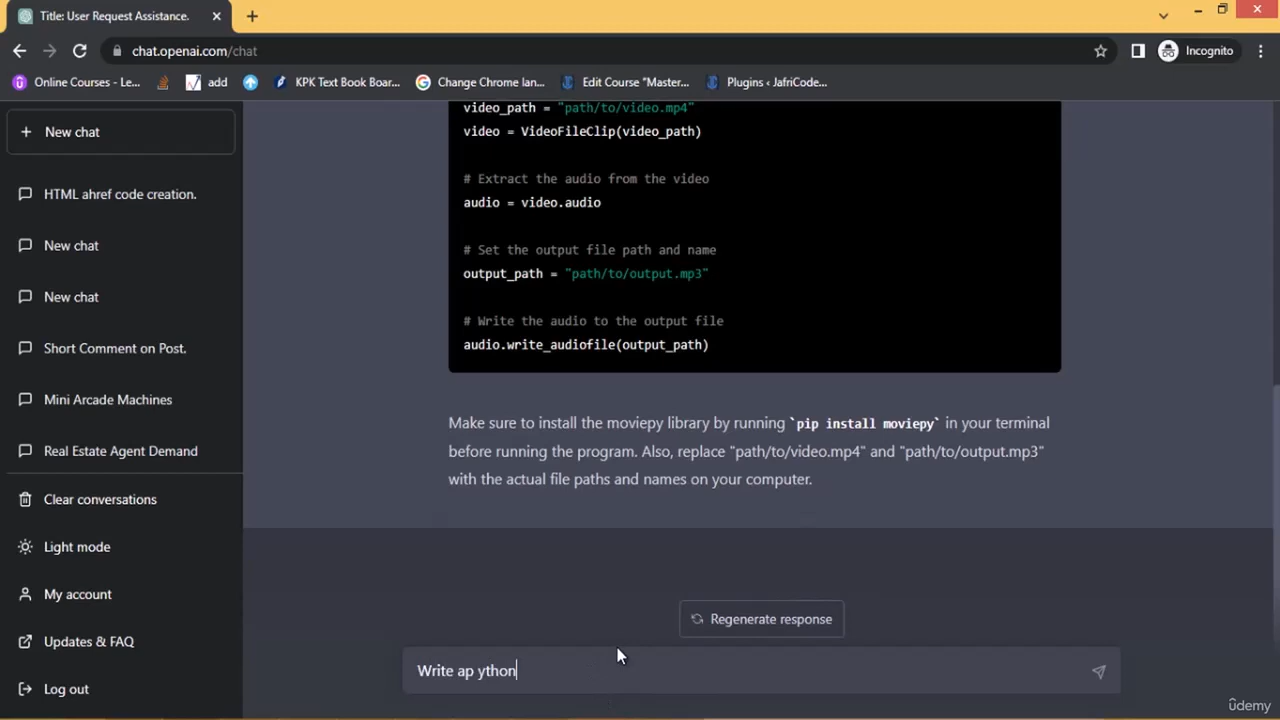 Title: User Request Assistance.
chat.openai.com/chat
Incognito
Online Courses - Le...
add
KPK Text Book Boar...
Change Chrome lan...
Edit Course "Master...
Plugins ‹ JafriCode...
New chat
HTML ahref code creation.
New chat
New chat
Short Comment on Post.
Mini Arcade Machines
Real Estate Agent Demand
Clear conversations
Light mode
My account
Updates & FAQ
Log out
video_path = "path/to/video.mp4"
video = VideoFileClip(video_path)
# Extract the audio from the video
audio = video.audio
# Set the output file path and name
output_path = "path/to/output.mp3"
# Write the audio to the output file
audio.write_audiofile(output_path)
Make sure to install the moviepy library by running `pip install moviepy` in your terminal
before running the program. Also, replace "path/to/video.mp4" and "path/to/output.mp3"
with the actual file paths and names on your computer.
Regenerate response
Write ap ython
ûdemy